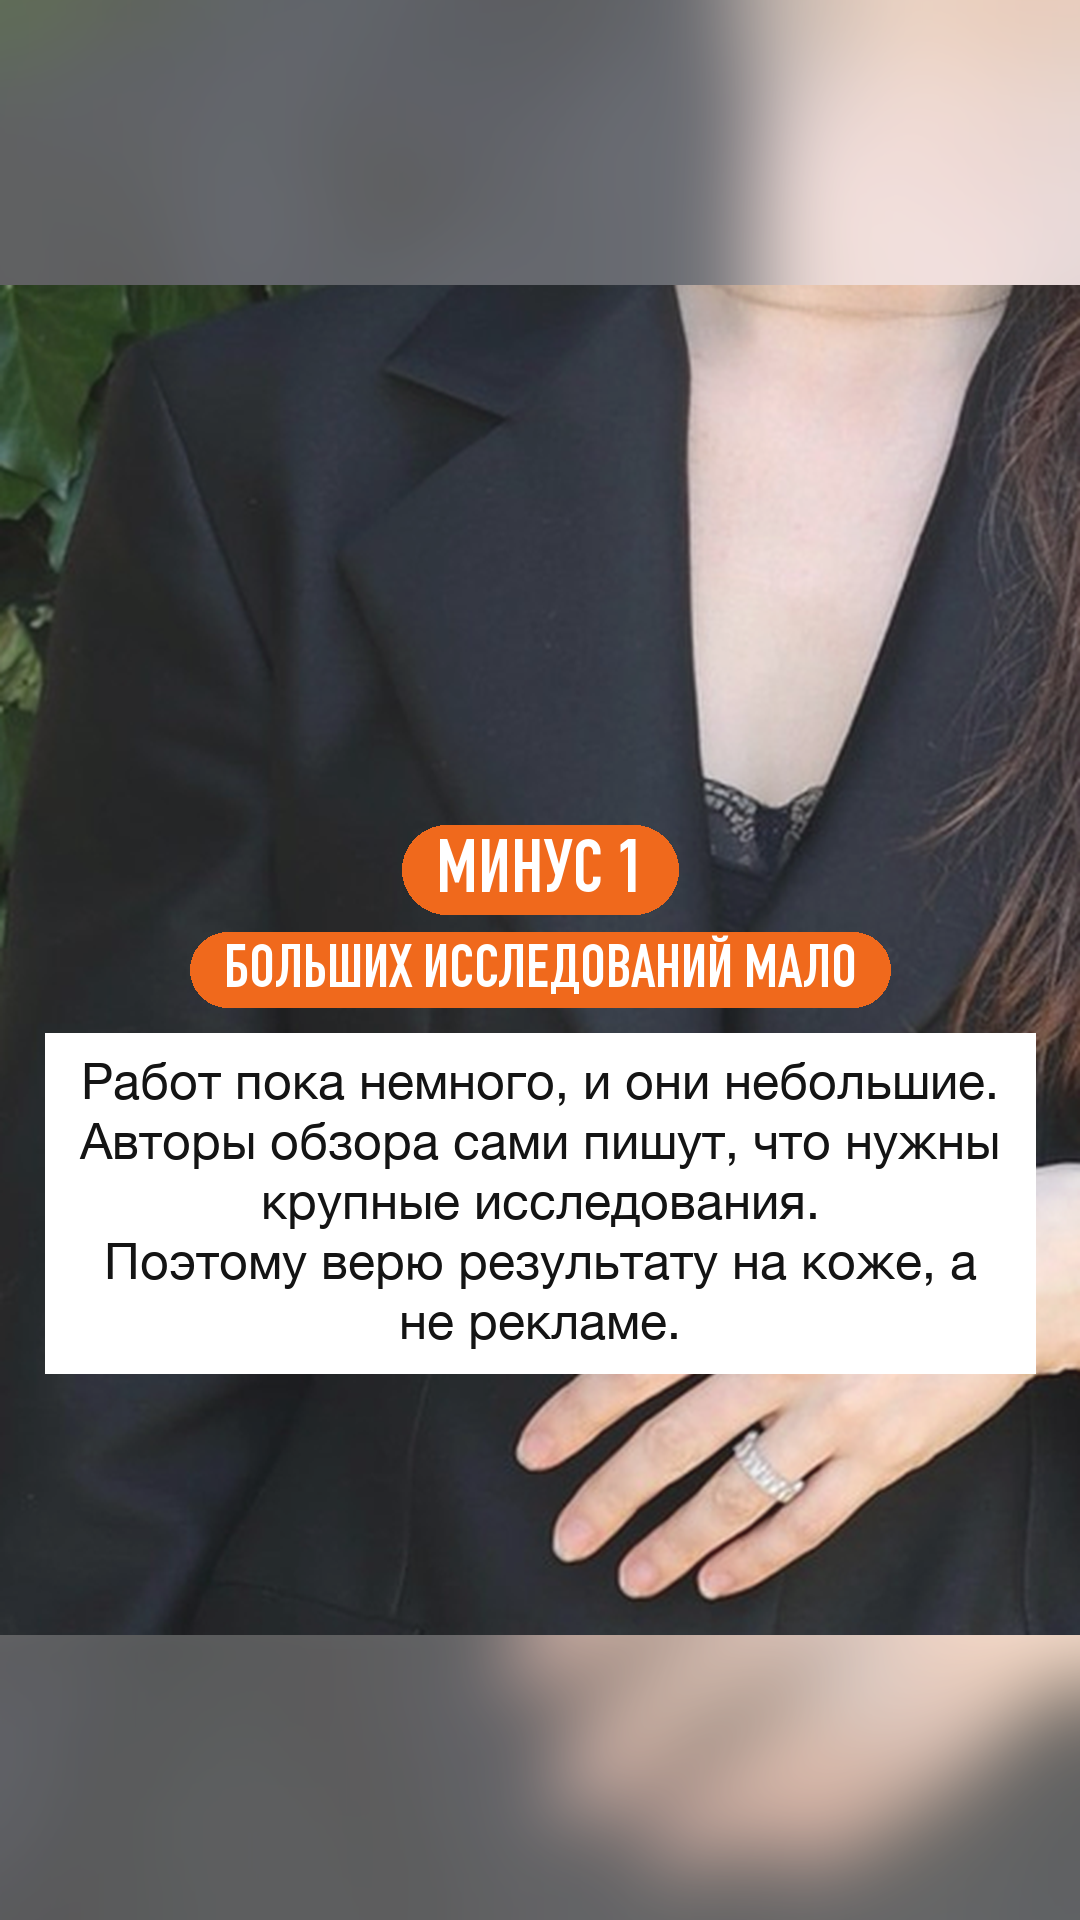 МИНУС 1
БОЛЬШИХ ИССЛЕДОВАНИЙ МАЛО
Работ пока немного, и они небольшие.
Авторы обзора сами пишут, что нужны
крупные исследования.
Поэтому верю результату на коже, а
не рекламе.